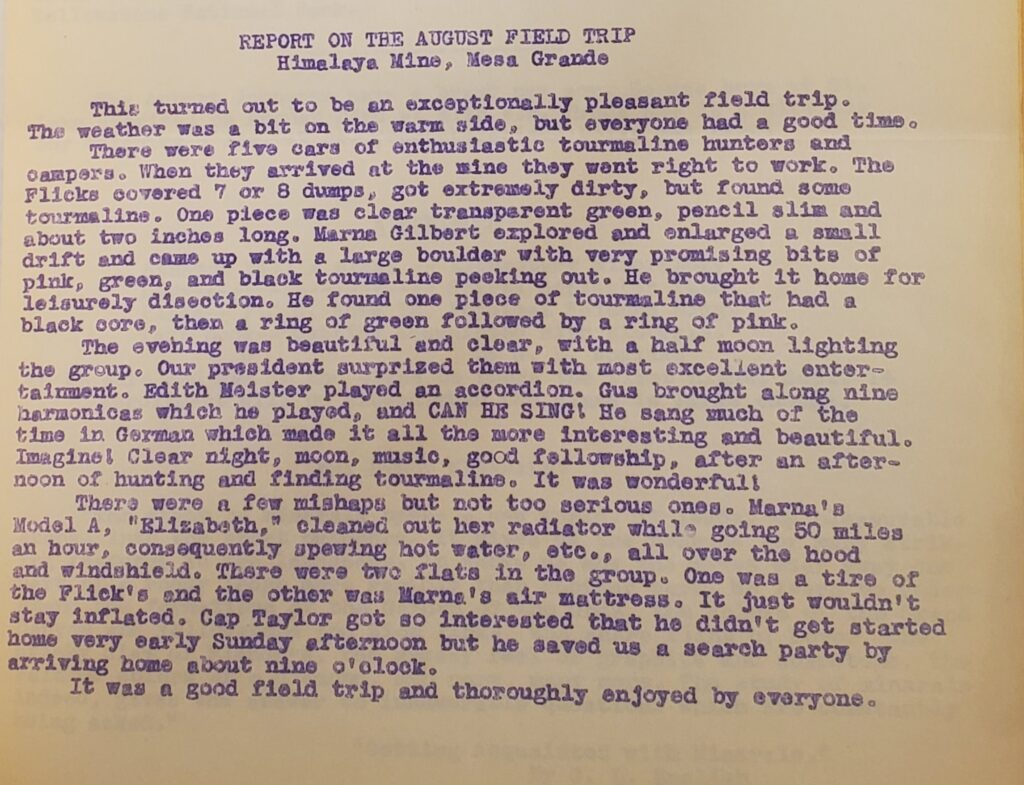 REPORT ON THE AUGUST FIELD TRIP
Himalaya Mine, Mesa Grande
This turned out to be an exceptionally pleasant field trip.
The weather was a bit on the warm side, but everyone had a good time.
There were five cars of enthusiastic tourmaline hunters and
campers. When they arrived at the mine they went right to work. The
Flicks covered 7 or 8 dumps, got extremely dirty, but found some
tourmaline. One piece was clear transparent green, pencil slim and
about two inches long. Marna Gilbert explored and enlarged a small
drift and came up with a large boulder with very promising bits of
pink, green, and black tourmaline peeking out. He brought it home for
leisurely disection. He found one piece of tourmaline that had a
black core, then a ring of green followed by a ring of pink.
The evening was beautiful and clear, with a half moon lighting
the group. Our president surprized them with most excellent enter-
tainment. Edith Meister played an accordion. Gus brought along nine
harmonicas which he played, and CAN HE SING! He sang much of the
time in German which made it all the more interesting and beautiful.
Imagine! Clear night, moon, music, good fellowship, after an after-
noon of hunting and finding tourmaline. It was wonderful!
There were a few mishaps but not too serious ones. Marna's
Model A, "Elizabeth," cleaned out her radiator while going 50 miles
an hour, consequently spewing hot water, etc., all over the hood
and windshield. There were two flats in the group. One was a tire of
the Flick's and the other was Marna's air mattress. It just wouldn't
stay inflated. Cap Taylor got so interested that he didn't get started
home very early Sunday afternoon but he saved us a search party by
arriving home about nine o'clock.
It was a good field trip and thoroughly enjoyed by everyone.